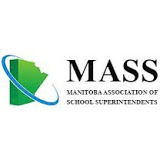 MASS
MANITOBA ASSOCIATION OF
SCHOOL SUPERINTENDENTS